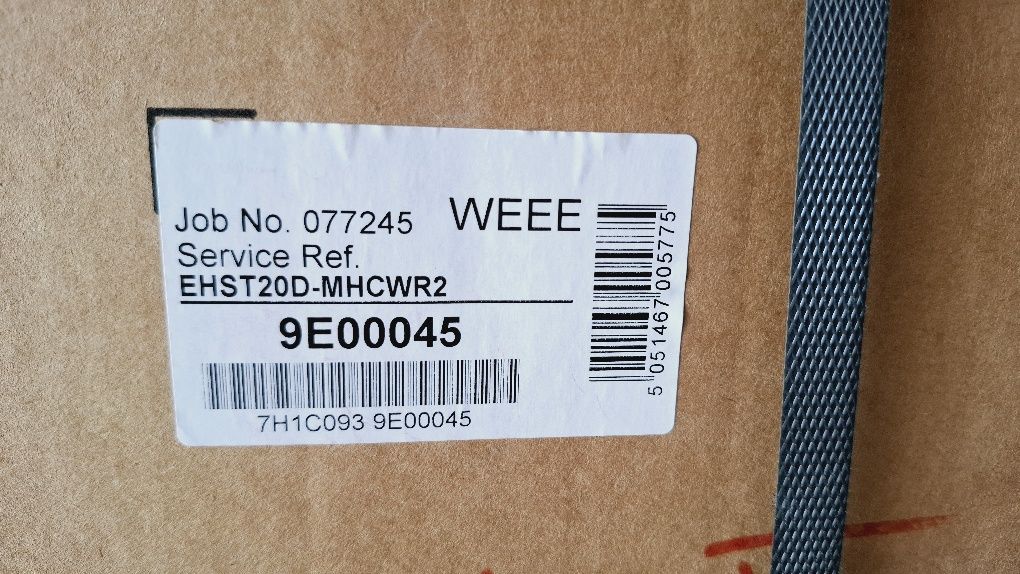 Job No. 077245
WEEE
Service Ref.
EHST20D-MHCWR2
9E00045
7H1C093 9E00045
5 051467 005775